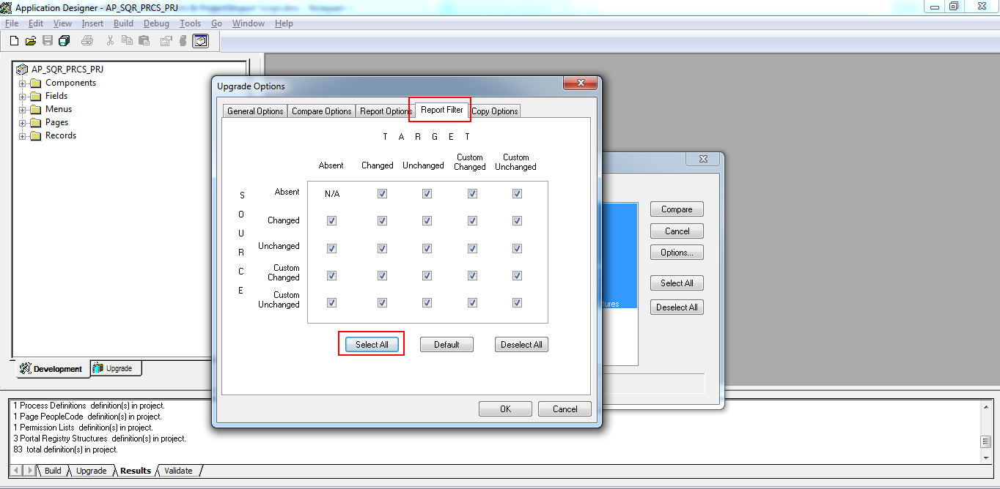 Application Designer - AP_SQR_PRCS_PRJ
File Edit View Insert Build Debug Tools Go Window Help
AP_SQR_PRCS_PRJ
Components
Fields
Menus
Pages
Records
Development Upgrade
Upgrade Options
General Options Compare Options Report Options Report Filter Copy Options
T A R G E T
Absent Changed Unchanged Custom Changed Custom Unchanged
S O U R C E
Absent N/A
Changed
Unchanged
Custom Changed
Custom Unchanged
Select All Default Deselect All
OK Cancel
tures
Compare
Cancel
Options...
Select All
Deselect All
1 Process Definitions definition(s) in project.
1 Page PeopleCode definition(s) in project.
1 Permission Lists definition(s) in project.
3 Portal Registry Structures definition(s) in project.
83 total definition(s) in project.
Build Upgrade Results Validate